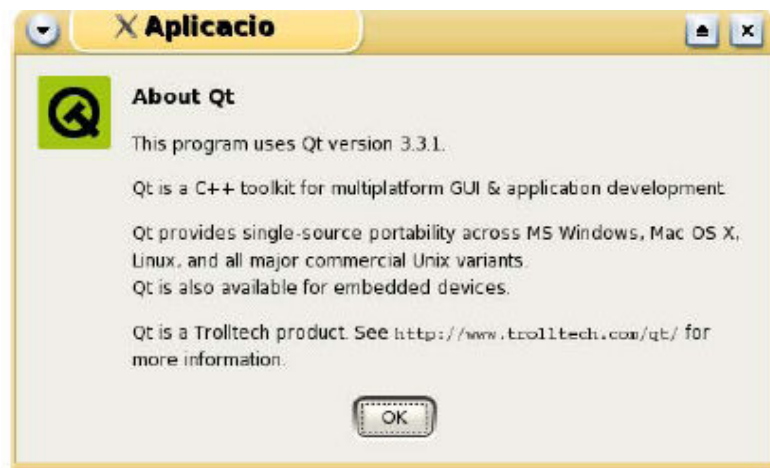 Aplicacio
About Qt
This program uses Qt version 3.3.1.
Qt is a C++ toolkit for multiplatform GUI & application development.
Qt provides single-source portability across MS Windows, Mac OS X,
Linux, and all major commercial Unix variants.
Qt is also available for embedded devices.
Qt is a Trolltech product. See http://www.trolltech.com/qt/ for
more information.
OK